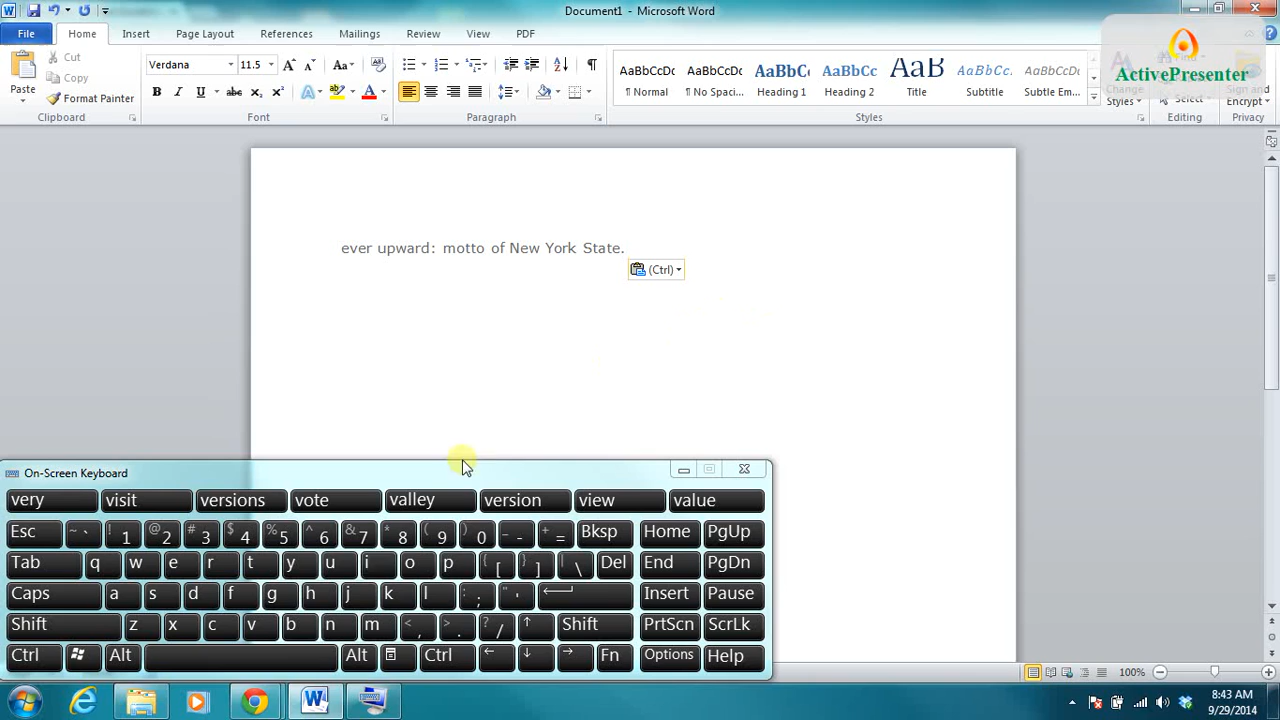 Document1 - Microsoft Word
File Home Insert Page Layout References Mailings Review View PDF
Cut
Copy
Format Painter
Paste
Verdana 11.5
AaBbCcDc AaBbCcDc AaBbCc AaBbCc AaB AaBbCc. AaBbCcDc
¶ Normal ¶ No Spaci... Heading 1 Heading 2 Title Subtitle Subtle Em...
Change Styles
Find
Select
Sign and Encrypt
ActivePresenter
Clipboard Font Paragraph Styles Editing Privacy
ever upward: motto of New York State.
(Ctrl)
On-Screen Keyboard
very visit versions vote valley version view value
Esc ~ ` ! 1 @ 2 # 3 $ 4 % 5 ^ 6 & 7 * 8 ( 9 ) 0 _ - + = Bksp Home PgUp
Tab q w e r t y u i o p { [ } ] | \ Del End PgDn
Caps a s d f g h j k l : ; " ' Insert Pause
Shift z x c v b n m < , > . ? / ↑ Shift PrtScn ScrLk
Ctrl Alt Alt Ctrl ← ↓ → Fn Options Help
100%
8:43 AM
9/29/2014